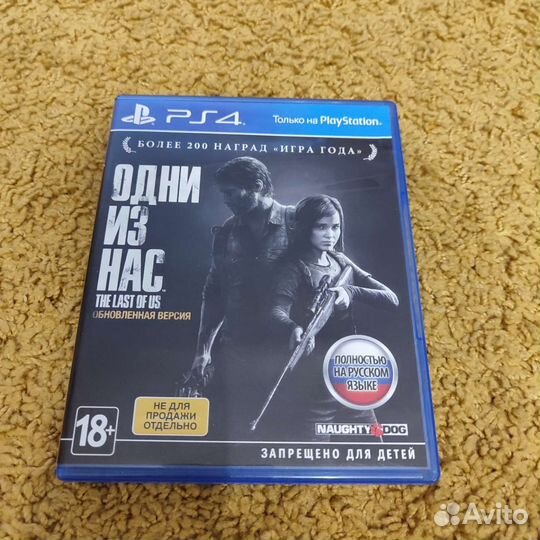 PS4
Только на PlayStation
БОЛЕЕ 200 НАГРАД «ИГРА ГОДА»
ОДНИ
ИЗ
НАС
THE LAST OF US
ОБНОВЛЕННАЯ ВЕРСИЯ
ПОЛНОСТЬЮ
НА РУССКОМ
ЯЗЫКЕ
НЕ ДЛЯ
ПРОДАЖИ
ОТДЕЛЬНО
18+
NAUGHTY DOG
ЗАПРЕЩЕНО ДЛЯ ДЕТЕЙ
Avito